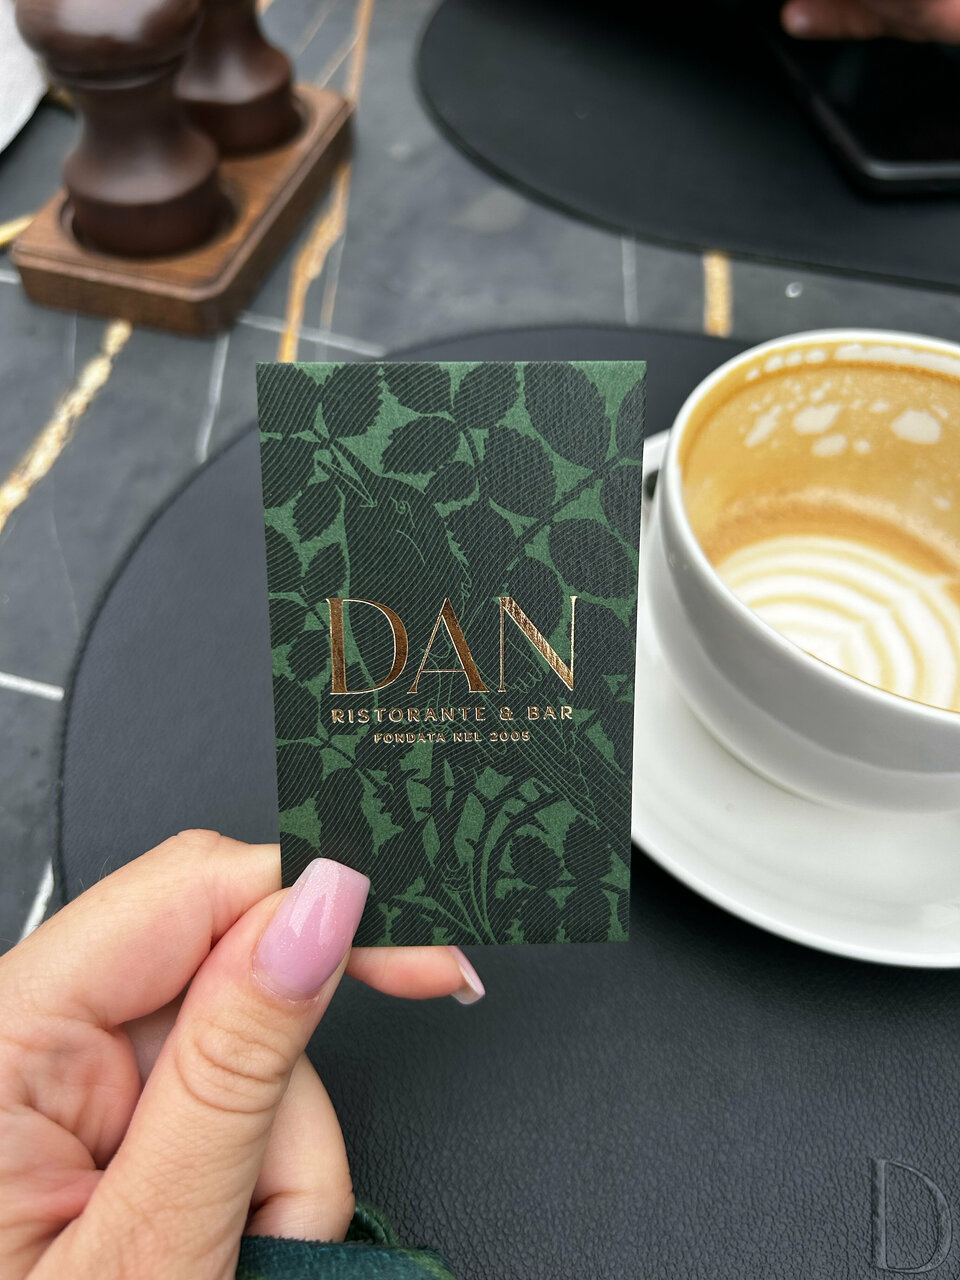 DAN
RISTORANTE & BAR
FONDATA NEL 2005
D